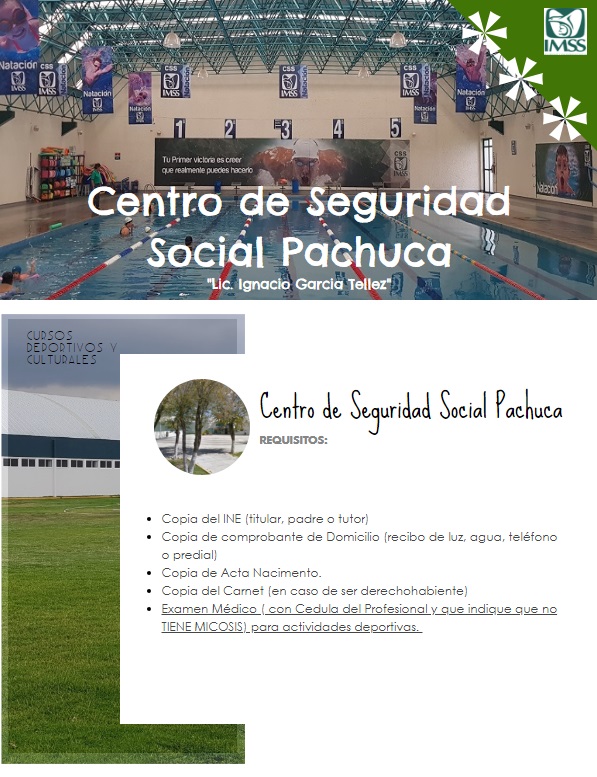 IMSS
Natación
CSS
IMSS
Natación
CSS
IMSS
Natación
CSS
IMSS
CSS
IMSS
Natación
1 2 3 4 5
Tu Primer victoria es creer
que realmente puedes hacerlo
CSS
IMSS
Natación
Centro de Seguridad
Social Pachuca
"Lic. Ignacio Garcia Tellez"
CURSOS
DEPORTIVOS Y
CULTURALES
Centro de Seguridad Social Pachuca
REQUISITOS:
• Copia del INE (titular, padre o tutor)
• Copia de comprobante de Domicilio (recibo de luz, agua, teléfono
o predial)
• Copia de Acta Nacimento.
• Copia del Carnet (en caso de ser derechohabiente)
• Examen Médico ( con Cedula del Profesional y que indique que no
TIENE MICOSIS) para actividades deportivas.